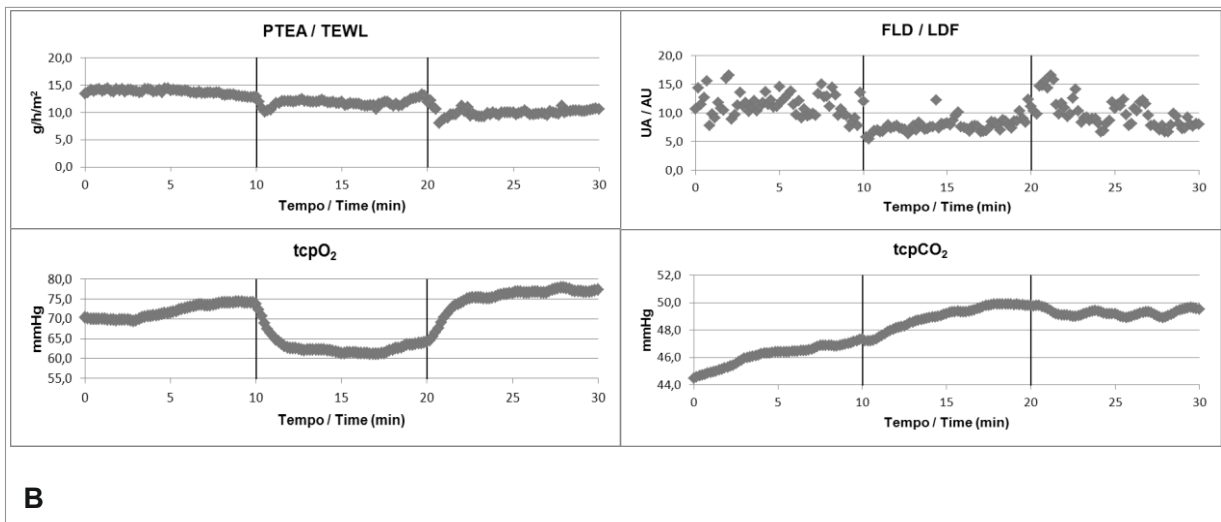 PTEA / TEWL
g/h/m²
20,0
15,0
10,0
5,0
0,0
0 5 10 15 20 25 30
Tempo / Time (min)
FLD / LDF
UA / AU
20,0
15,0
10,0
5,0
0,0
0 5 10 15 20 25 30
Tempo / Time (min)
tcpO₂
mmHg
80,0
75,0
70,0
65,0
60,0
55,0
0 5 10 15 20 25 30
Tempo / Time (min)
tcpCO₂
mmHg
52,0
50,0
48,0
46,0
44,0
0 5 10 15 20 25 30
Tempo / Time (min)
B